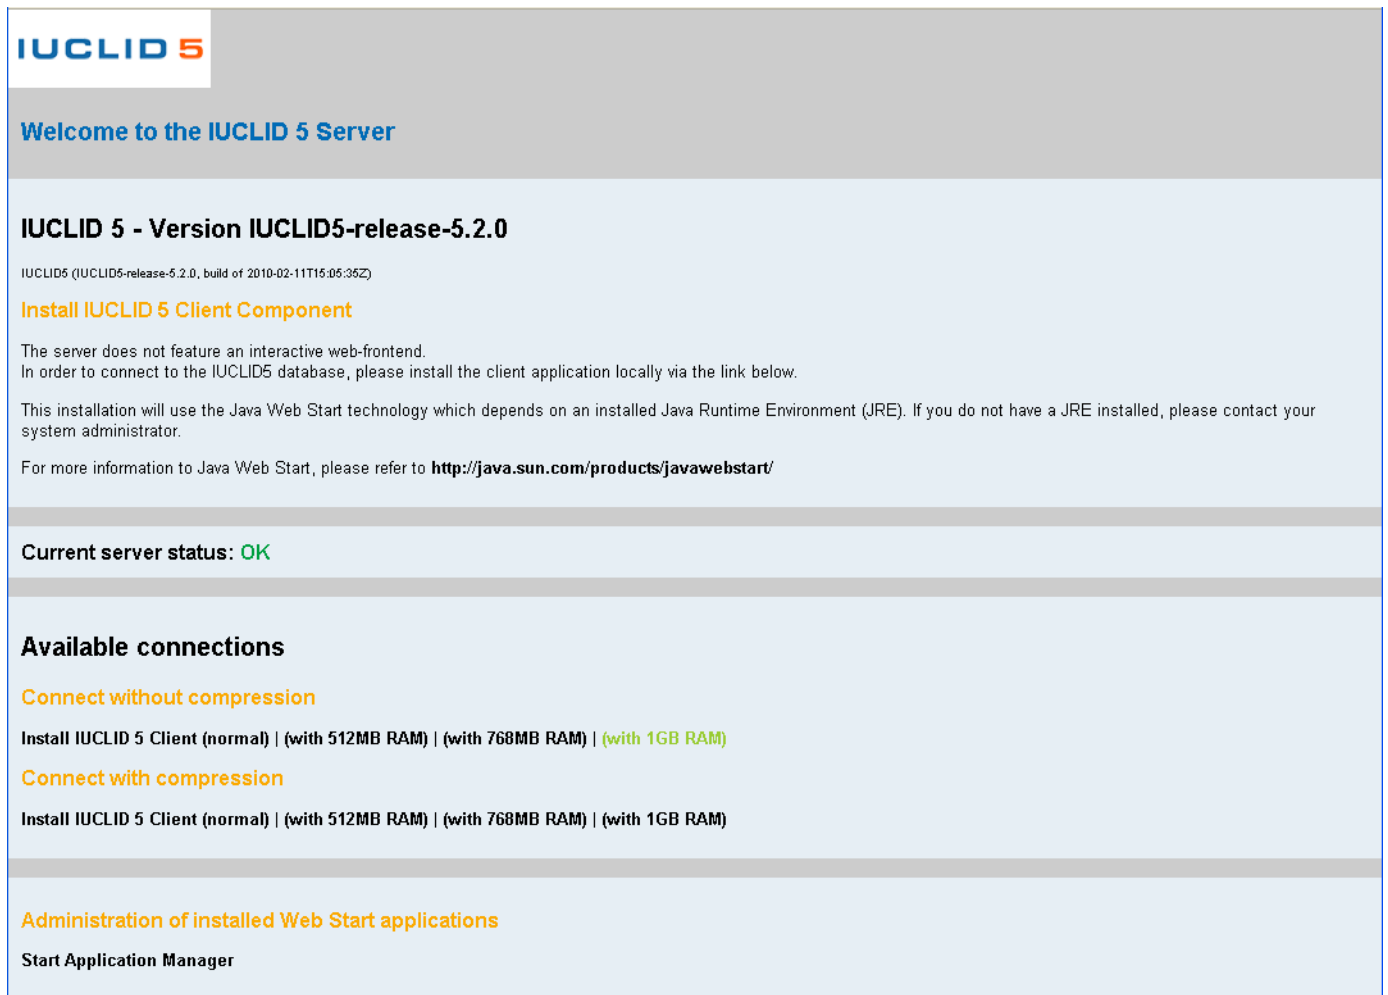 IUCLID 5
Welcome to the IUCLID 5 Server
IUCLID 5 - Version IUCLID5-release-5.2.0
IUCLID5 (IUCLID5-release-5.2.0, build of 2010-02-11T15:05:35Z)
Install IUCLID 5 Client Component
The server does not feature an interactive web-frontend.
In order to connect to the IUCLID5 database, please install the client application locally via the link below.
This installation will use the Java Web Start technology which depends on an installed Java Runtime Environment (JRE). If you do not have a JRE installed, please contact your
system administrator.
For more information to Java Web Start, please refer to http://java.sun.com/products/javawebstart/
Current server status: OK
Available connections
Connect without compression
Install IUCLID 5 Client (normal) | (with 512MB RAM) | (with 768MB RAM) | (with 1GB RAM)
Connect with compression
Install IUCLID 5 Client (normal) | (with 512MB RAM) | (with 768MB RAM) | (with 1GB RAM)
Administration of installed Web Start applications
Start Application Manager